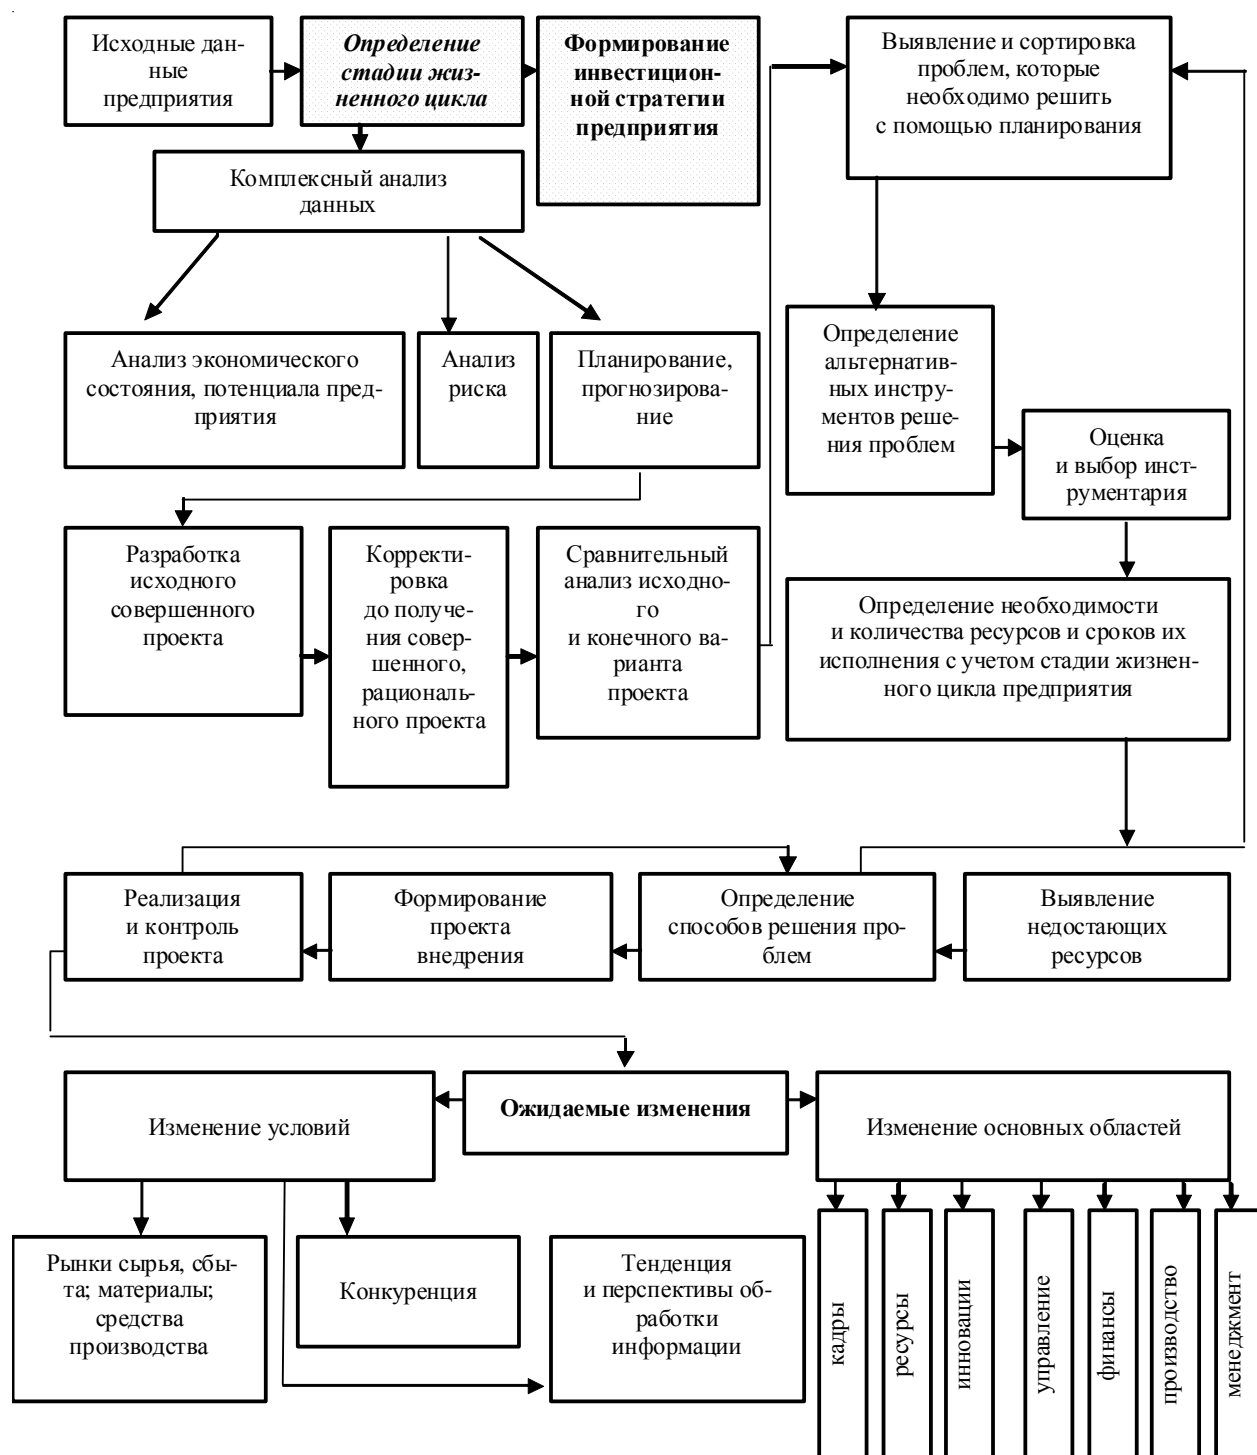 Исходные дан-
ные
предприятия
Определение
стадии жиз-
ненного цикла
Формирование
инвестицион-
ной стратегии
предприятия
Выявление и сортировка
проблем, которые
необходимо решить
с помощью планирования
Комплексный анализ
данных
Анализ экономического
состояния, потенциала пред-
приятия
Анализ
риска
Планирование,
прогнозирова-
ние
Определение
альтернатив-
ных инстру-
ментов реше-
ния проблем
Оценка
и выбор инст-
рументария
Разработка
исходного
совершенного
проекта
Корректи-
ровка
до получе-
ния совер-
шенного,
рациональ-
ного проекта
Сравнительный
анализ исходно-
го
и конечного ва-
рианта
проекта
Определение необходимости
и количества ресурсов и сроков их
исполнения с учетом стадии жизнен-
ного цикла предприятия
Реализация
и контроль
проекта
Формирование
проекта
внедрения
Определение
способов решения про-
блем
Выявление
недостающих
ресурсов
Ожидаемые изменения
Изменение условий
Изменение основных областей
Рынки сырья, сбы-
та; материалы;
средства
производства
Конкуренция
Тенденция
и перспективы об-
работки
информации
кадры
ресурсы
инновации
управление
финансы
производство
менеджмент